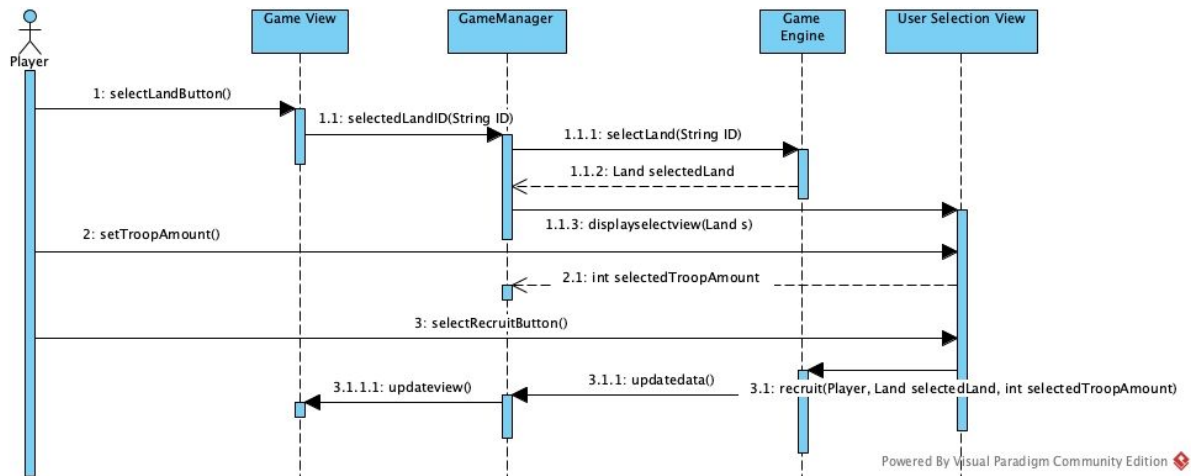 Game View
GameManager
Game
Engine
User Selection View
Player
1: selectLandButton()
1.1: selectedLandID(String ID)
1.1.1: selectLand(String ID)
1.1.2: Land selectedLand
1.1.3: displayselectview(Land s)
2: setTroopAmount()
2.1: int selectedTroopAmount
3: selectRecruitButton()
3.1: recruit(Player, Land selectedLand, int selectedTroopAmount)
3.1.1: updatedata()
3.1.1.1: updateview()
Powered By Visual Paradigm Community Edition